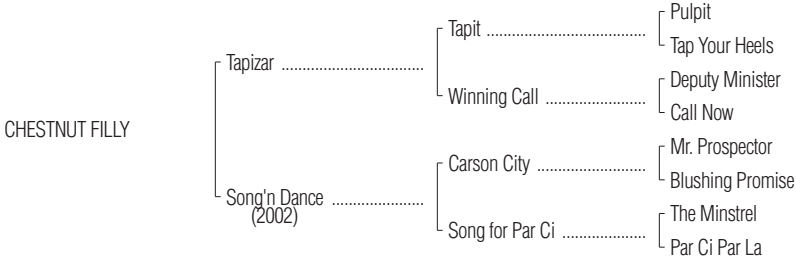 Pulpit
Tapit ....................................
Tap Your Heels
Tapizar ................................
Deputy Minister
Winning Call .......................
Call Now
CHESTNUT FILLY
Mr. Prospector
Carson City .........................
Blushing Promise
Song'n Dance .....................
(2002)
The Minstrel
Song for Par Ci ...................
Par Ci Par La